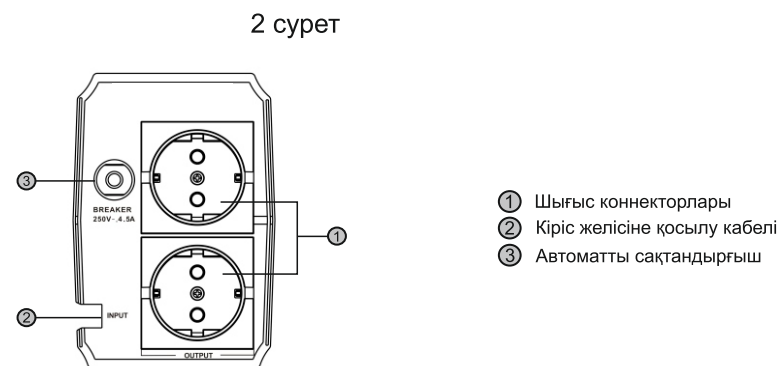 2 сурет
3
BREAKER
250V~.4.5A
1
2
INPUT
OUTPUT
1 Шығыс коннекторлары
2 Кіріс желісіне қосылу кабелі
3 Автоматты сақтандырғыш